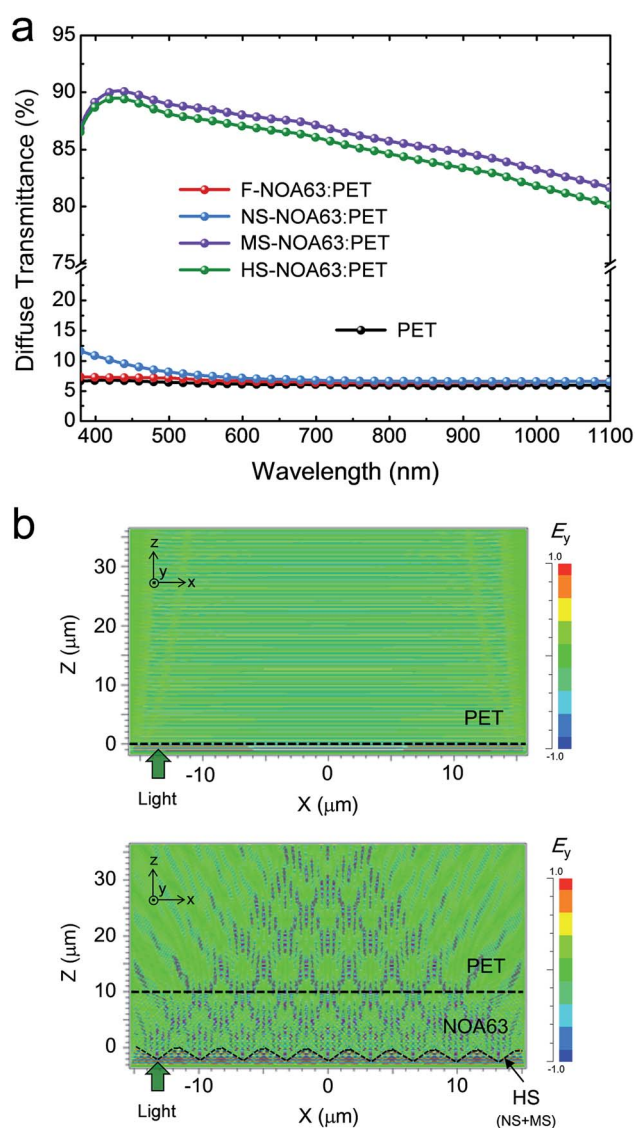 a
95
90
85
80
75
20
15
10
5
0
Diffuse Transmittance (%)
F-NOA63:PET
NS-NOA63:PET
MS-NOA63:PET
HS-NOA63:PET
PET
400 500 600 700 800 900 1000 1100
Wavelength (nm)
b
30
20
10
0
Z (μm)
z
y
x
PET
-10 0 10
Light
X (μm)
Ey
1.0
-1.0
30
20
10
0
Z (μm)
z
y
x
PET
NOA63
-10 0 10
Light
X (μm)
HS
(NS+MS)
Ey
1.0
-1.0